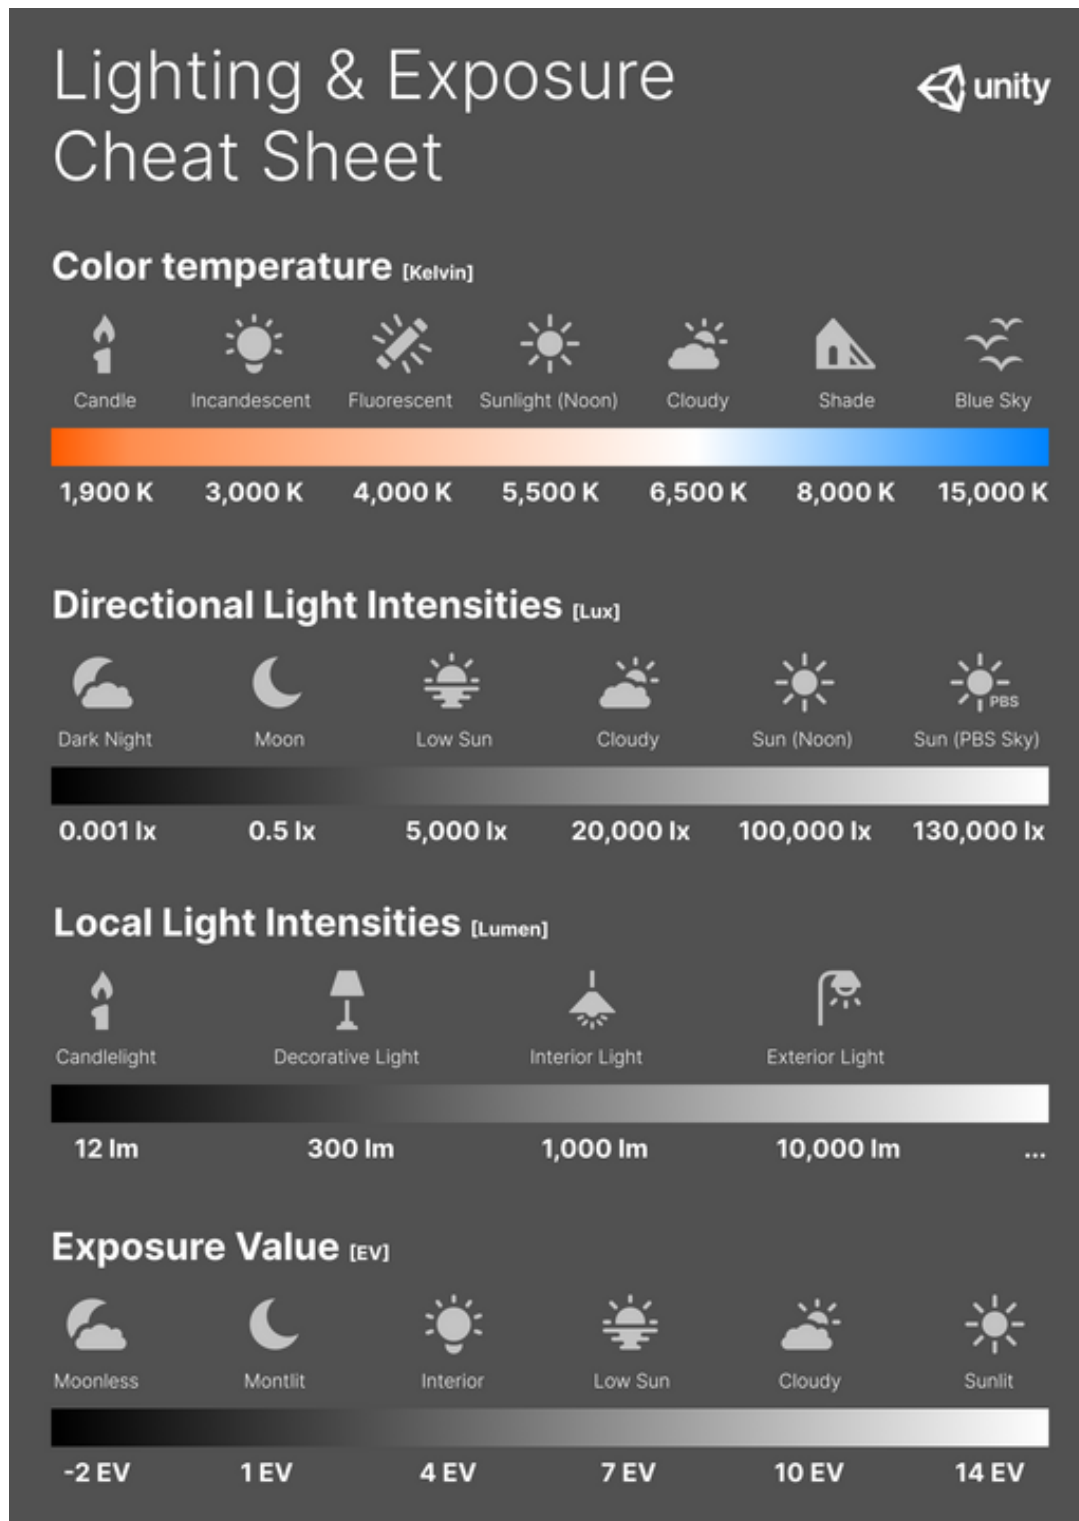 Lighting & Exposure
Cheat Sheet
unity
Color temperature [Kelvin]
Candle Incandescent Fluorescent Sunlight (Noon) Cloudy Shade Blue Sky
1,900 K 3,000 K 4,000 K 5,500 K 6,500 K 8,000 K 15,000 K
Directional Light Intensities [Lux]
PBS
Dark Night Moon Low Sun Cloudy Sun (Noon) Sun (PBS Sky)
0.001 lx 0.5 lx 5,000 lx 20,000 lx 100,000 lx 130,000 lx
Local Light Intensities [Lumen]
Candlelight Decorative Light Interior Light Exterior Light
12 lm 300 lm 1,000 lm 10,000 lm ...
Exposure Value [EV]
Moonless Montlit Interior Low Sun Cloudy Sunlit
-2 EV 1 EV 4 EV 7 EV 10 EV 14 EV